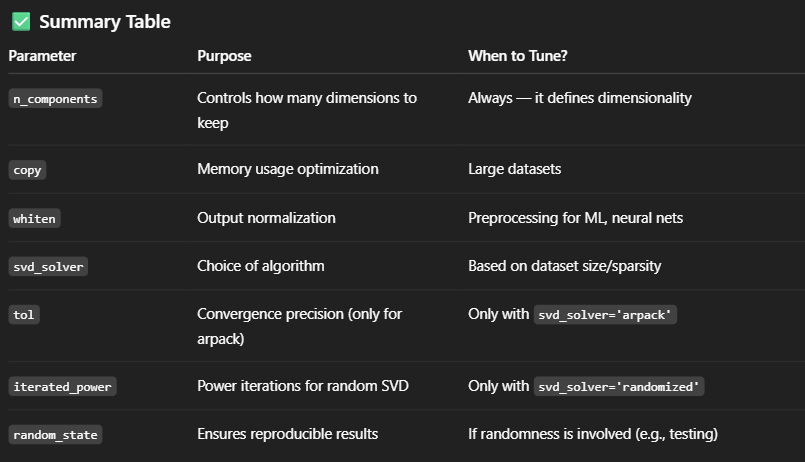 ✅ Summary Table
Parameter Purpose When to Tune?
n_components Controls how many dimensions to Always — it defines dimensionality
keep
copy Memory usage optimization Large datasets
whiten Output normalization Preprocessing for ML, neural nets
svd_solver Choice of algorithm Based on dataset size/sparsity
tol Convergence precision (only for Only with svd_solver='arpack'
arpack)
iterated_power Power iterations for random SVD Only with svd_solver='randomized'
random_state Ensures reproducible results If randomness is involved (e.g., testing)